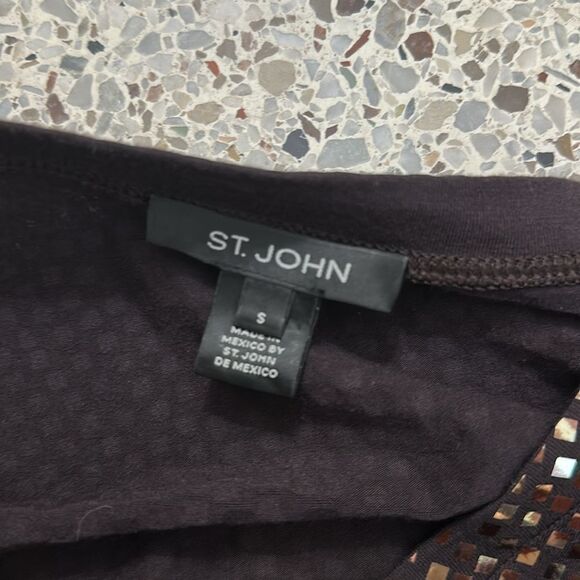 ST. JOHN
S
MADE IN
MEXICO BY
ST. JOHN
DE MEXICO